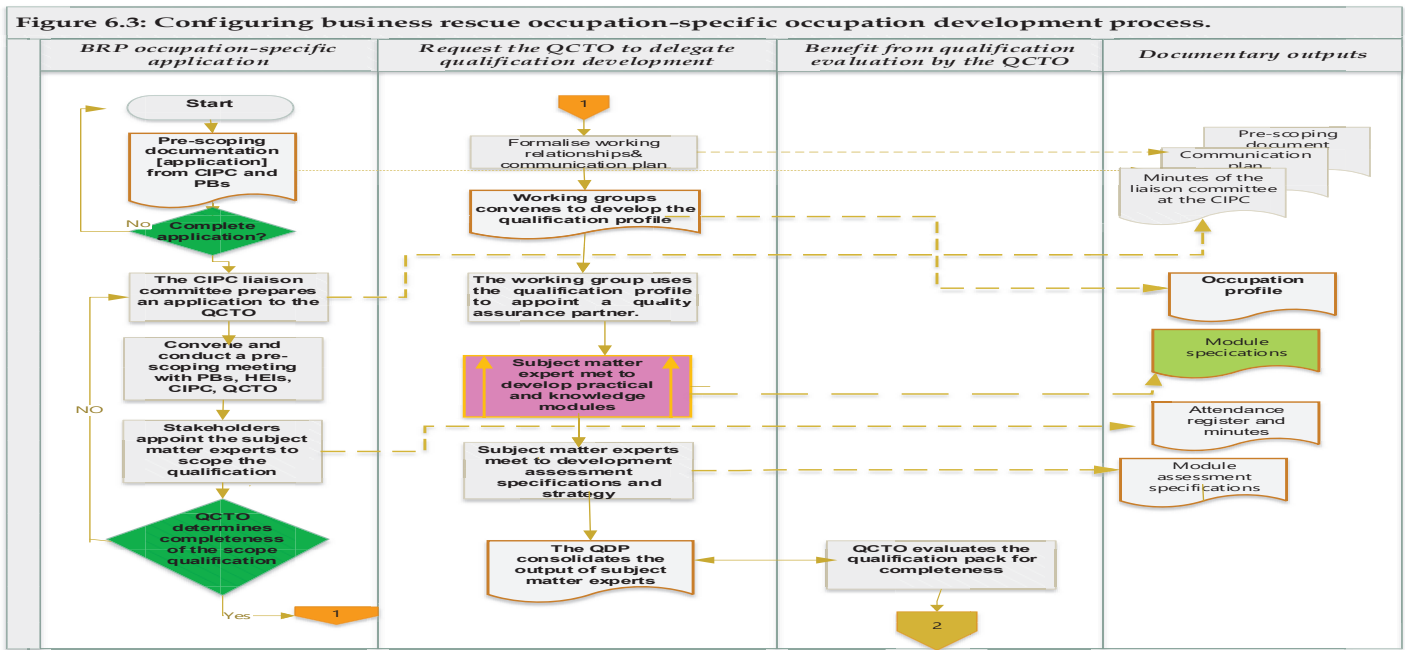 Figure 6.3: Configuring business rescue occupation-specific occupation development process.
BRP occupation-specific
application
Request the QCTO to delegate
qualification development
Benefit from qualification
evaluation by the QCTO
Documentary outputs
Start
Pre-scoping
documentation
[application]
from CIPC and
PBs
No
Complete
application?
The CIPC liaison
committee prepares
an application to the
QCTO
Convene and
conduct a pre-
scoping meeting
with PBs, HEIs,
CIPC, QCTO
NO
Stakeholders
appoint the subject
matter experts to
scope the
qualification
QCTO
determines
completeness
of the scope
qualification
Yes
1
1
Formalise working
relationships&
communication plan
Working groups
convenes to develop the
qualification profile
The working group uses
the qualification profile
to appoint a quality
assurance partner.
Subject matter
expert met to
develop practical
and knowledge
modules
Subject matter experts
meet to development
assessment
specifications and
strategy
The QDP
consolidates the
output of subject
matter experts
QCTO evaluates the
qualification pack for
completeness
2
Pre-scoping
document
Communication
plan
Minutes of the
liaison committee
at the CIPC
Occupation
profile
Module
specications
Attendance
register and
minutes
Module
assessment
specifications